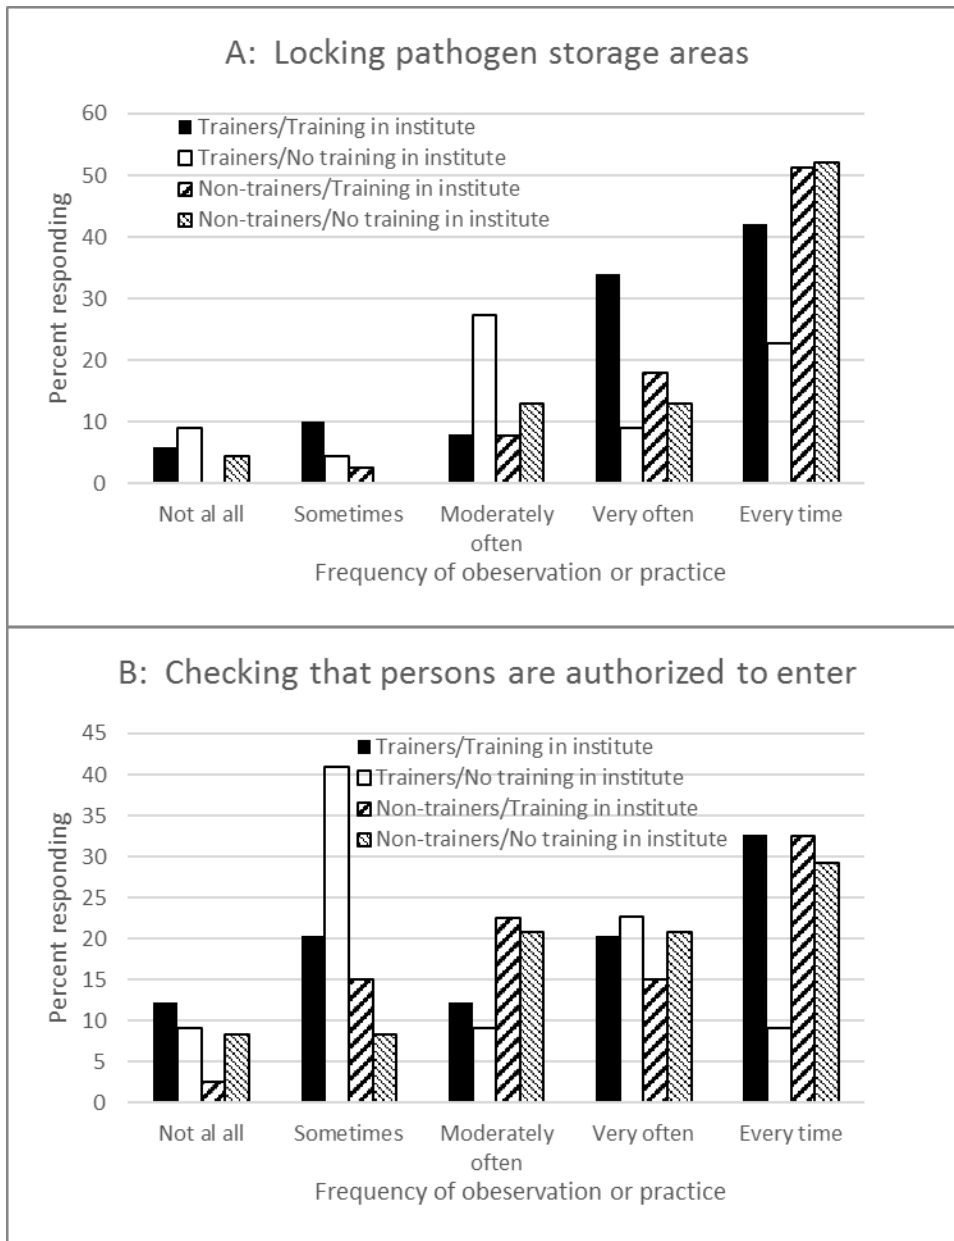 A: Locking pathogen storage areas
60
50
40
30
20
10
0
Percent responding
Trainers/Training in institute
Trainers/No training in institute
Non-trainers/Training in institute
Non-trainers/No training in institute
Not al all
Sometimes
Moderately
often
Very often
Every time
Frequency of obeservation or practice
B: Checking that persons are authorized to enter
45
40
35
30
25
20
15
10
5
0
Percent responding
Trainers/Training in institute
Trainers/No training in institute
Non-trainers/Training in institute
Non-trainers/No training in institute
Not al all
Sometimes
Moderately
often
Very often
Every time
Frequency of obeservation or practice